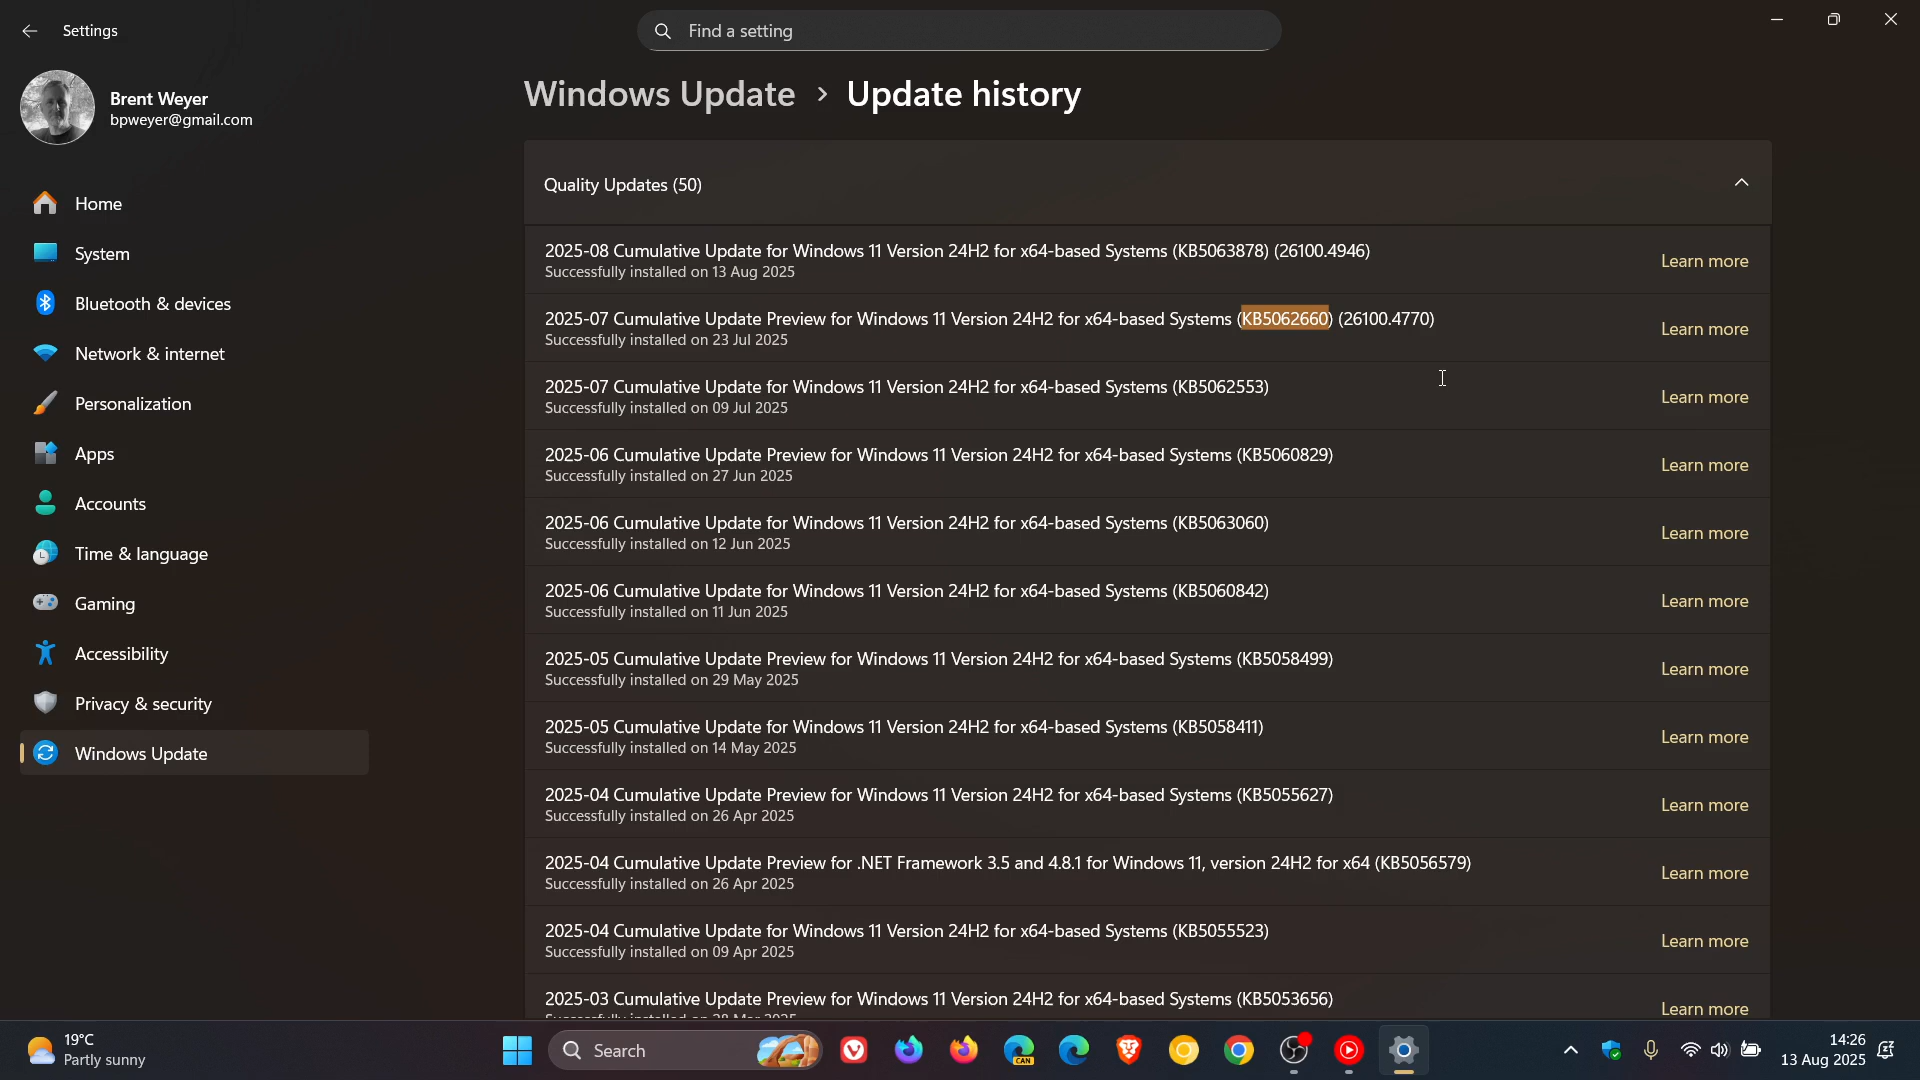 Settings
Find a setting
Brent Weyer
bpweyer@gmail.com
Home
System
Bluetooth & devices
Network & internet
Personalization
Apps
Accounts
Time & language
Gaming
Accessibility
Privacy & security
Windows Update
Windows Update > Update history
Quality Updates (50)
2025-08 Cumulative Update for Windows 11 Version 24H2 for x64-based Systems (KB5063878) (26100.4946)
Successfully installed on 13 Aug 2025
Learn more
2025-07 Cumulative Update Preview for Windows 11 Version 24H2 for x64-based Systems (KB5062660) (26100.4770)
Successfully installed on 23 Jul 2025
Learn more
2025-07 Cumulative Update for Windows 11 Version 24H2 for x64-based Systems (KB5062553)
Successfully installed on 09 Jul 2025
Learn more
2025-06 Cumulative Update Preview for Windows 11 Version 24H2 for x64-based Systems (KB5060829)
Successfully installed on 27 Jun 2025
Learn more
2025-06 Cumulative Update for Windows 11 Version 24H2 for x64-based Systems (KB5063060)
Successfully installed on 12 Jun 2025
Learn more
2025-06 Cumulative Update for Windows 11 Version 24H2 for x64-based Systems (KB5060842)
Successfully installed on 11 Jun 2025
Learn more
2025-05 Cumulative Update Preview for Windows 11 Version 24H2 for x64-based Systems (KB5058499)
Successfully installed on 29 May 2025
Learn more
2025-05 Cumulative Update for Windows 11 Version 24H2 for x64-based Systems (KB5058411)
Successfully installed on 14 May 2025
Learn more
2025-04 Cumulative Update Preview for Windows 11 Version 24H2 for x64-based Systems (KB5055627)
Successfully installed on 26 Apr 2025
Learn more
2025-04 Cumulative Update Preview for .NET Framework 3.5 and 4.8.1 for Windows 11, version 24H2 for x64 (KB5056579)
Successfully installed on 26 Apr 2025
Learn more
2025-04 Cumulative Update for Windows 11 Version 24H2 for x64-based Systems (KB5055523)
Successfully installed on 09 Apr 2025
Learn more
2025-03 Cumulative Update Preview for Windows 11 Version 24H2 for x64-based Systems (KB5053656)
Successfully installed on 28 Mar 2025
Learn more
19°C
Partly sunny
Search
CAN
14:26
13 Aug 2025